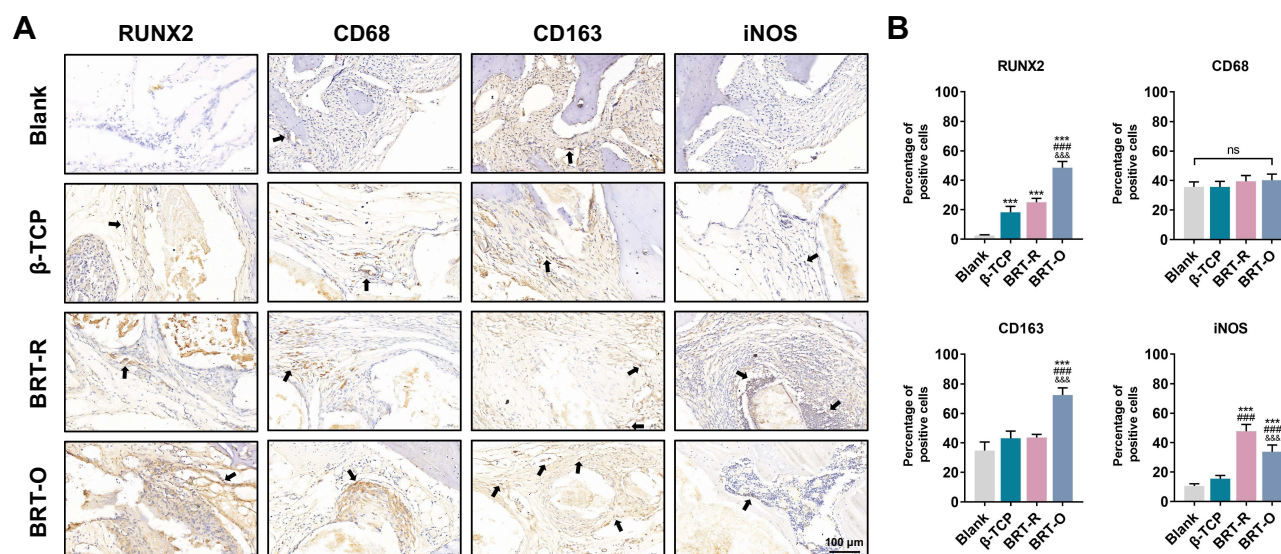 A
RUNX2 CD68 CD163 iNOS
Blank
β-TCP
BRT-R
BRT-O
100 μm
B
RUNX2
Percentage of
positive cells
100
80
60
40
20
0
***
***
***
###
&&&
Blank
β-TCP
BRT-R
BRT-O
CD68
Percentage of
positive cells
100
80
60
40
20
0
ns
Blank
β-TCP
BRT-R
BRT-O
CD163
Percentage of
positive cells
100
80
60
40
20
0
***
###
&&&
Blank
β-TCP
BRT-R
BRT-O
iNOS
Percentage of
positive cells
100
80
60
40
20
0
***
###
***
###
&&&
Blank
β-TCP
BRT-R
BRT-O